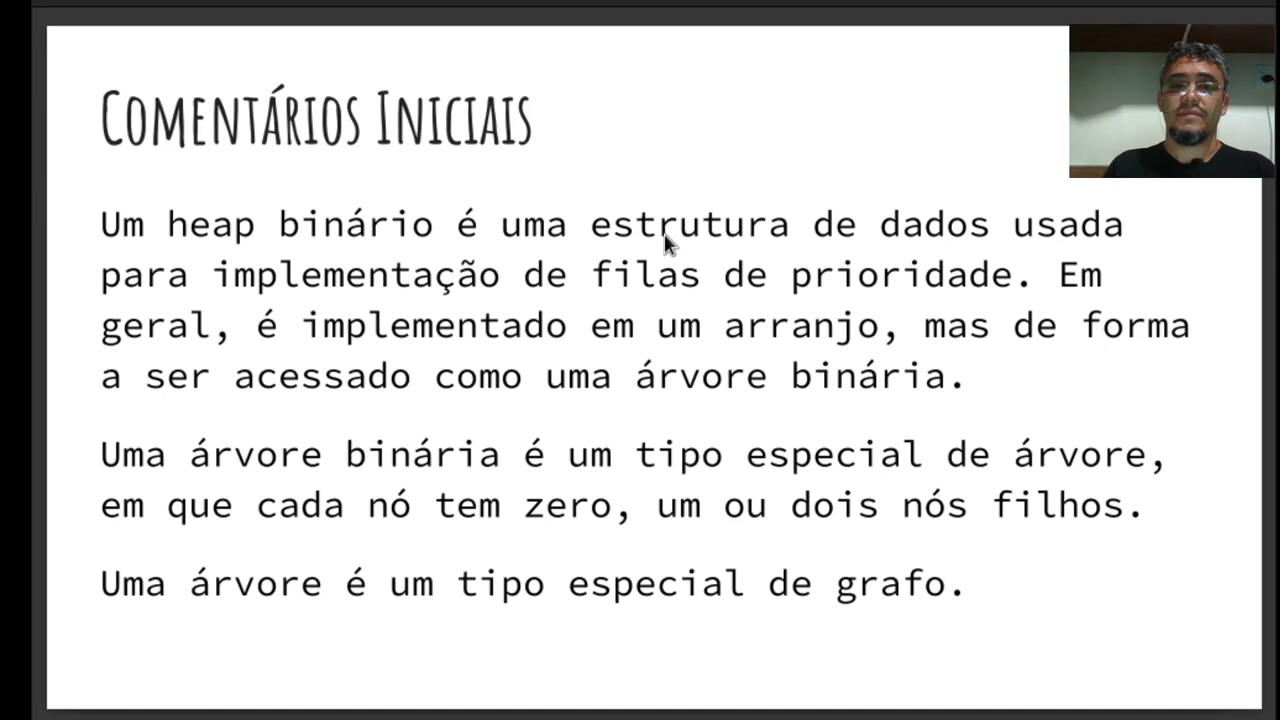 Comentários Iniciais
Um heap binário é uma estrutura de dados usada
para implementação de filas de prioridade. Em
geral, é implementado em um arranjo, mas de forma
a ser acessado como uma árvore binária.
Uma árvore binária é um tipo especial de árvore,
em que cada nó tem zero, um ou dois nós filhos.
Uma árvore é um tipo especial de grafo.